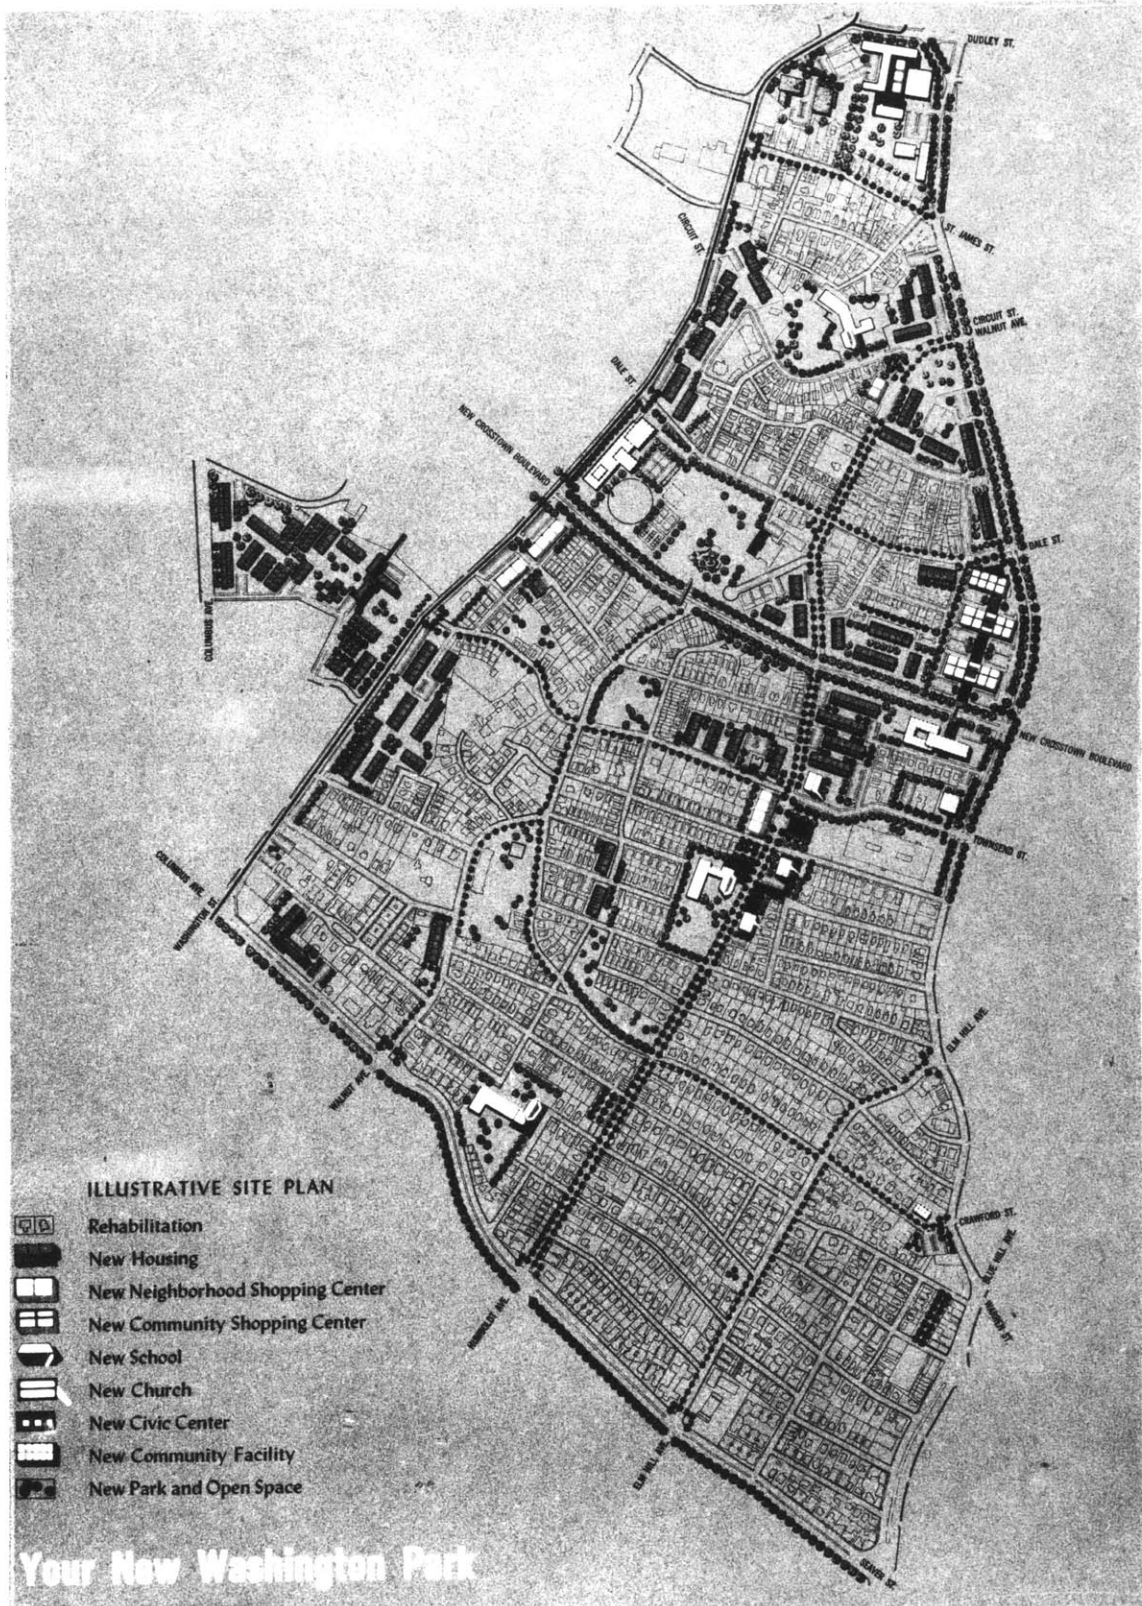 DUDLEY ST.
CIRCUIT ST.
ST. JAMES ST.
CIRCUIT ST.
WALNUT AVE.
DALE ST.
NEW CROSSTOWN BOULEVARD
DALE ST.
COLUMBUS AVE.
NEW CROSSTOWN BOULEVARD
TOWNSEND ST.
COLUMBUS AVE.
WASHINGTON ST.
ELM HILL AVE.
WALNUT AVE.
CRAWFORD ST.
BLUE HILL AVE.
WARREN ST.
HUMBOLDT AVE.
ELM HILL AVE.
SEAVER ST.
ILLUSTRATIVE SITE PLAN
Rehabilitation
New Housing
New Neighborhood Shopping Center
New Community Shopping Center
New School
New Church
New Civic Center
New Community Facility
New Park and Open Space
Your New Washington Park